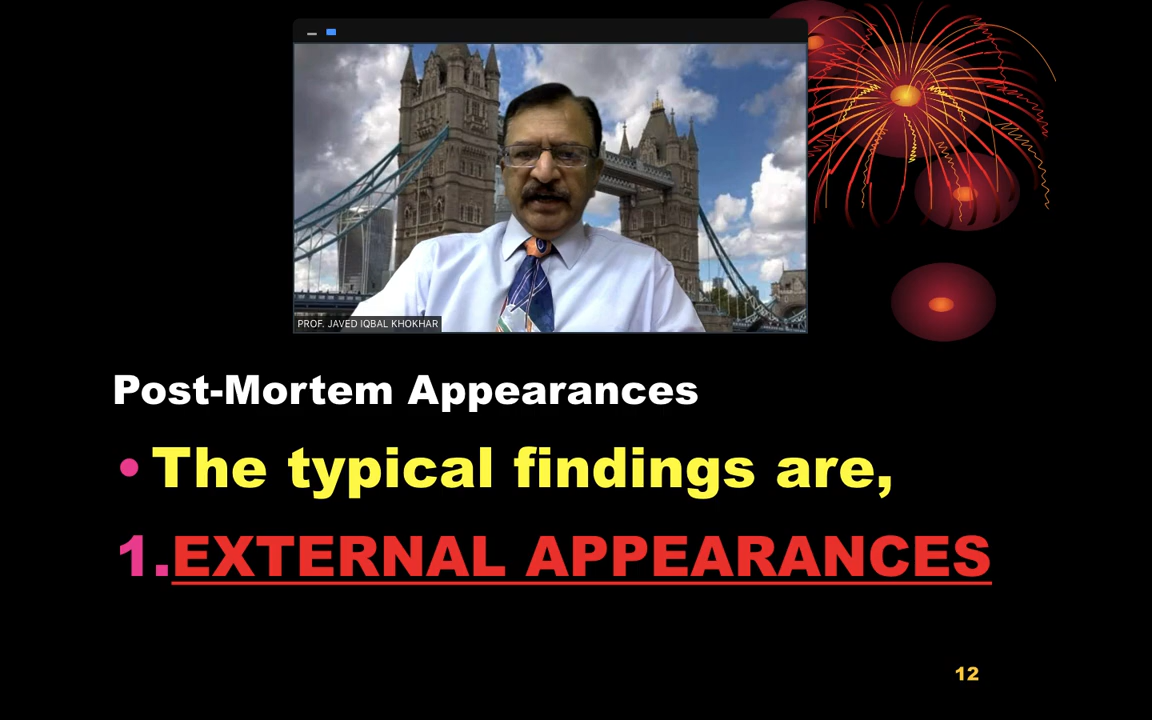 PROF. JAVED IQBAL KHOKHAR
Post-Mortem Appearances
• The typical findings are,
1.EXTERNAL APPEARANCES
12